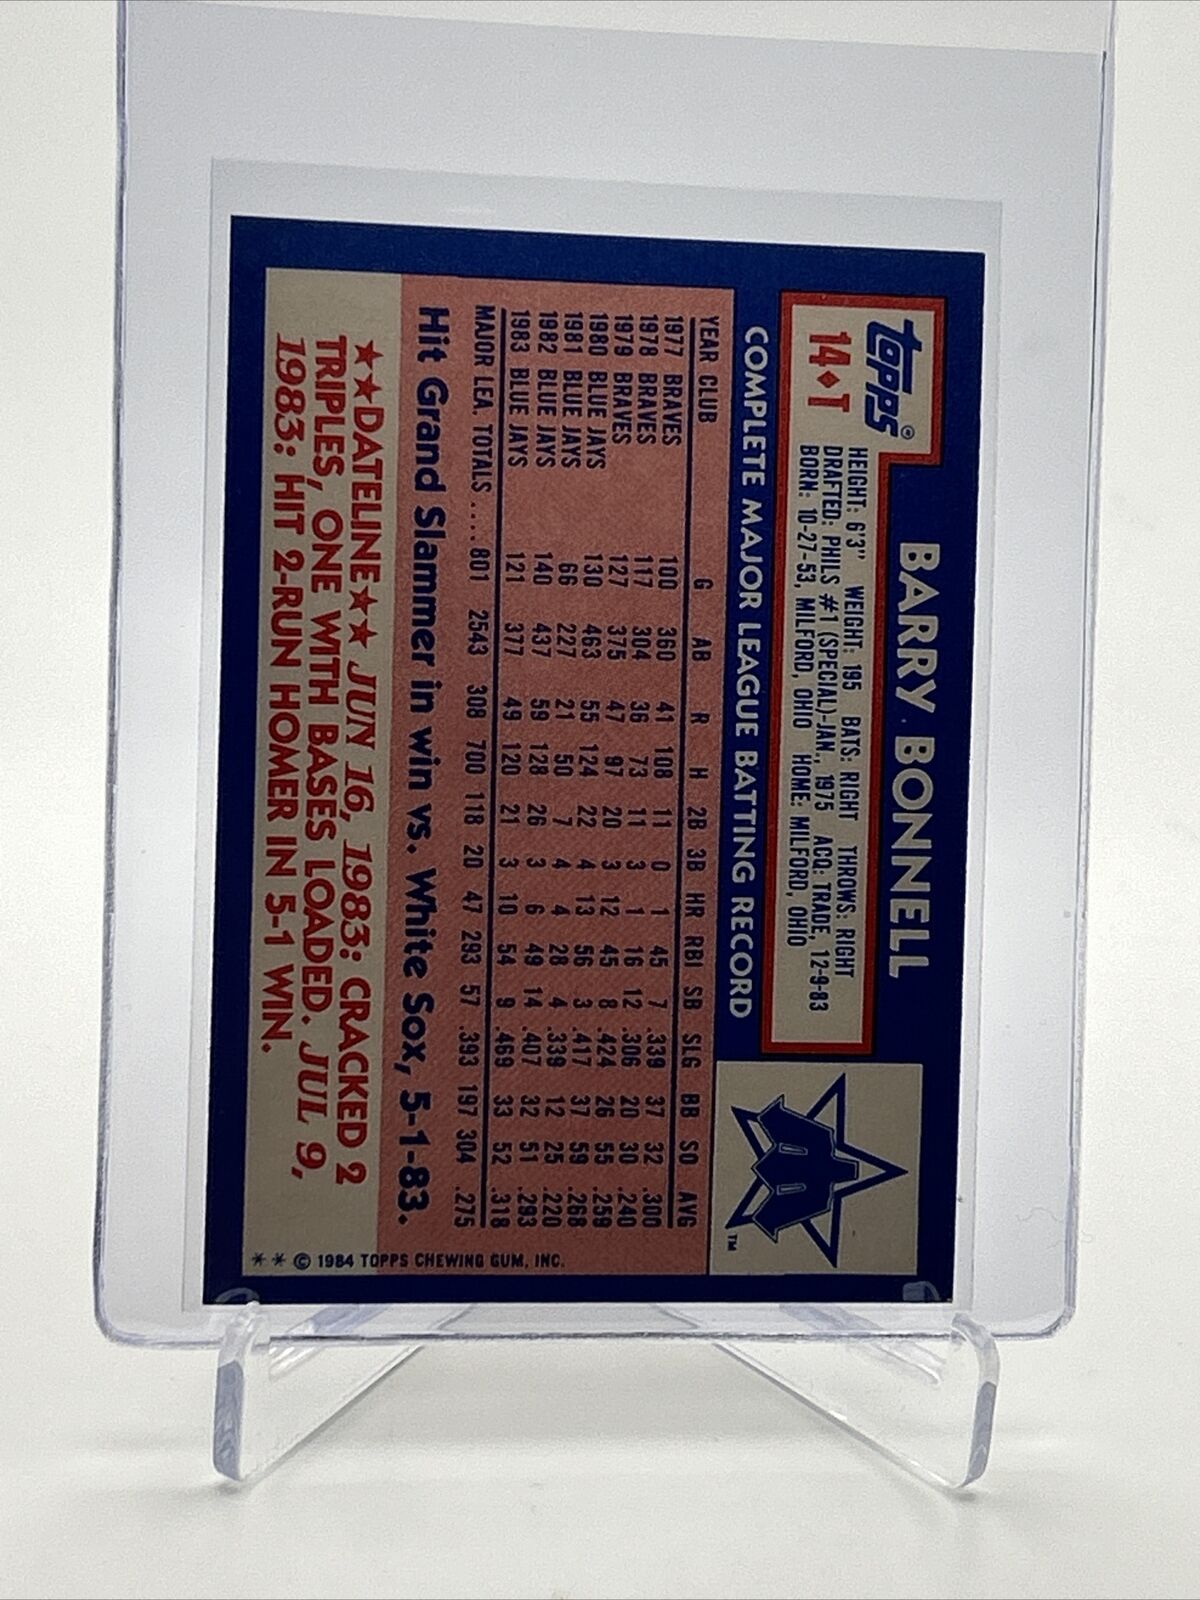 topps®
14◆T
BARRY BONNELL
HEIGHT: 6'3" WEIGHT: 195 BATS: RIGHT THROWS: RIGHT
DRAFTED: PHILS #1 (SPECIAL)-JAN., 1975 ACQ: TRADE, 12-9-83
BORN: 10-27-53, MILFORD, OHIO HOME: MILFORD, OHIO
COMPLETE MAJOR LEAGUE BATTING RECORD
TM
YEAR CLUB G AB R H 2B 3B HR RBI SB SLG BB SO AVG
1977 BRAVES 100 360 41 108 11 0 1 45 7 .339 37 32 .300
1978 BRAVES 117 304 36 73 11 3 1 16 12 .306 20 30 .240
1979 BRAVES 127 375 47 97 20 3 12 45 8 .424 26 55 .259
1980 BLUE JAYS 130 463 55 124 22 4 13 56 3 .417 37 59 .268
1981 BLUE JAYS 66 227 21 50 7 4 4 28 4 .339 12 25 .220
1982 BLUE JAYS 140 437 59 128 26 3 6 49 14 .407 32 51 .293
1983 BLUE JAYS 121 377 49 120 21 3 10 54 9 .469 33 52 .318
MAJOR LEA. TOTALS .... 801 2543 308 700 118 20 47 293 57 .393 197 304 .275
Hit Grand Slammer in win vs. White Sox, 5-1-83.
★★DATELINE★★ JUN 16, 1983: CRACKED 2
TRIPLES, ONE WITH BASES LOADED. JUL 9,
1983: HIT 2-RUN HOMER IN 5-1 WIN.
** © 1984 TOPPS CHEWING GUM, INC.